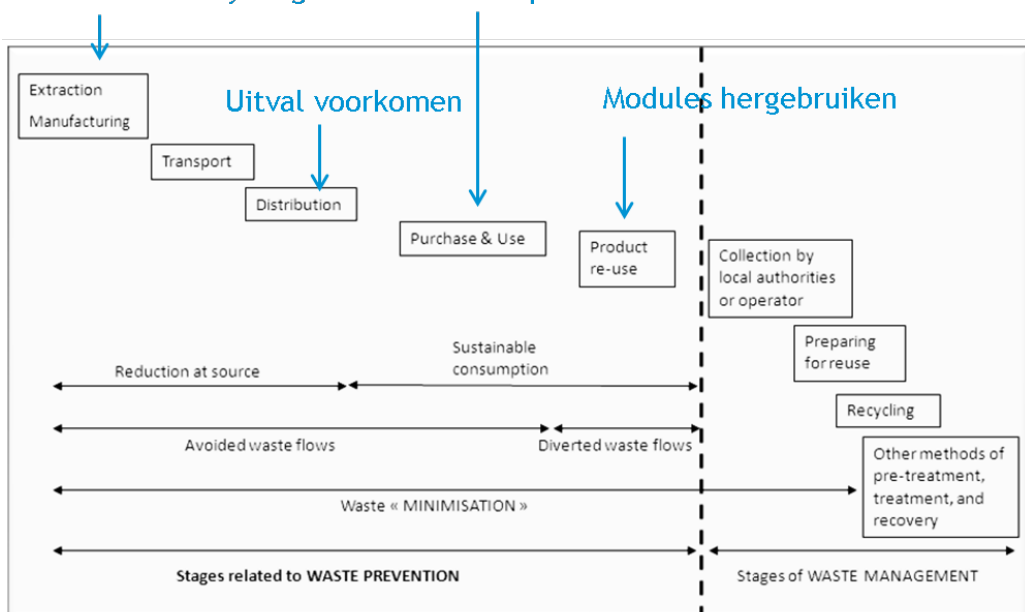 Extraction
Manufacturing
Uitval voorkomen
Modules hergebruiken
Transport
Distribution
Purchase & Use
Product
re-use
Collection by
local authorities
or operator
Preparing
for reuse
Recycling
Other methods of
pre-treatment,
treatment, and
recovery
Reduction at source
Sustainable
consumption
Avoided waste flows
Diverted waste flows
Waste « MINIMISATION »
Stages related to WASTE PREVENTION
Stages of WASTE MANAGEMENT